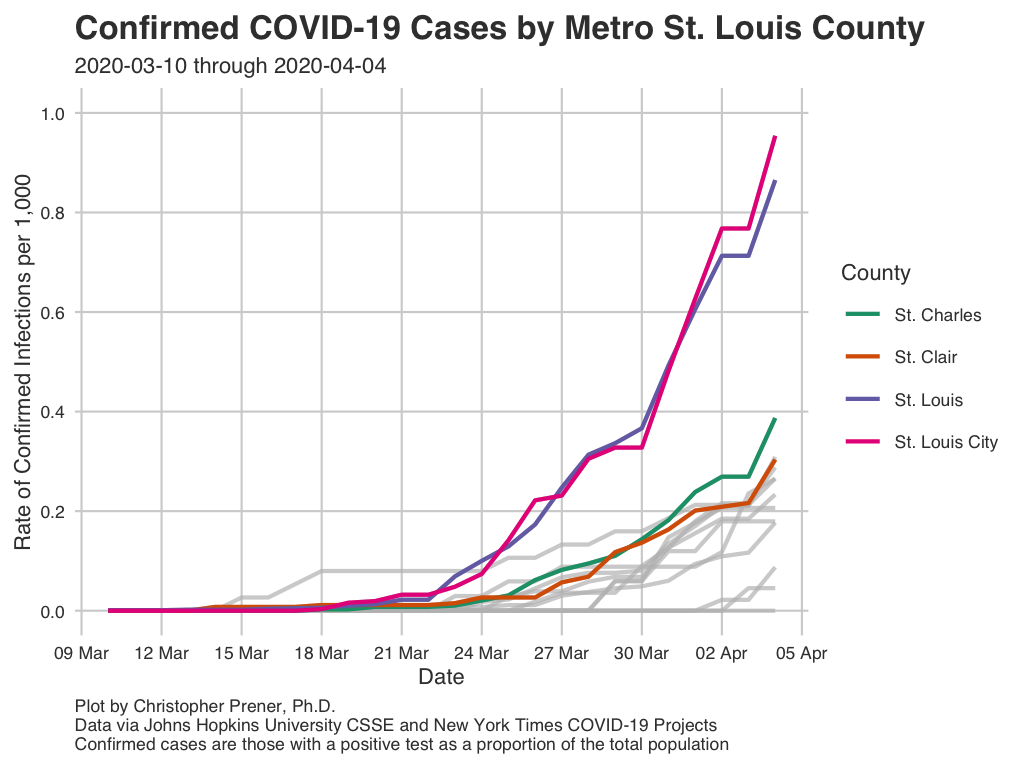 Confirmed COVID-19 Cases by Metro St. Louis County
2020-03-10 through 2020-04-04
Rate of Confirmed Infections per 1,000
1.0
0.8
0.6
0.4
0.2
0.0
09 Mar 12 Mar 15 Mar 18 Mar 21 Mar 24 Mar 27 Mar 30 Mar 02 Apr 05 Apr
Date
County
St. Charles
St. Clair
St. Louis
St. Louis City
Plot by Christopher Prener, Ph.D.
Data via Johns Hopkins University CSSE and New York Times COVID-19 Projects
Confirmed cases are those with a positive test as a proportion of the total population